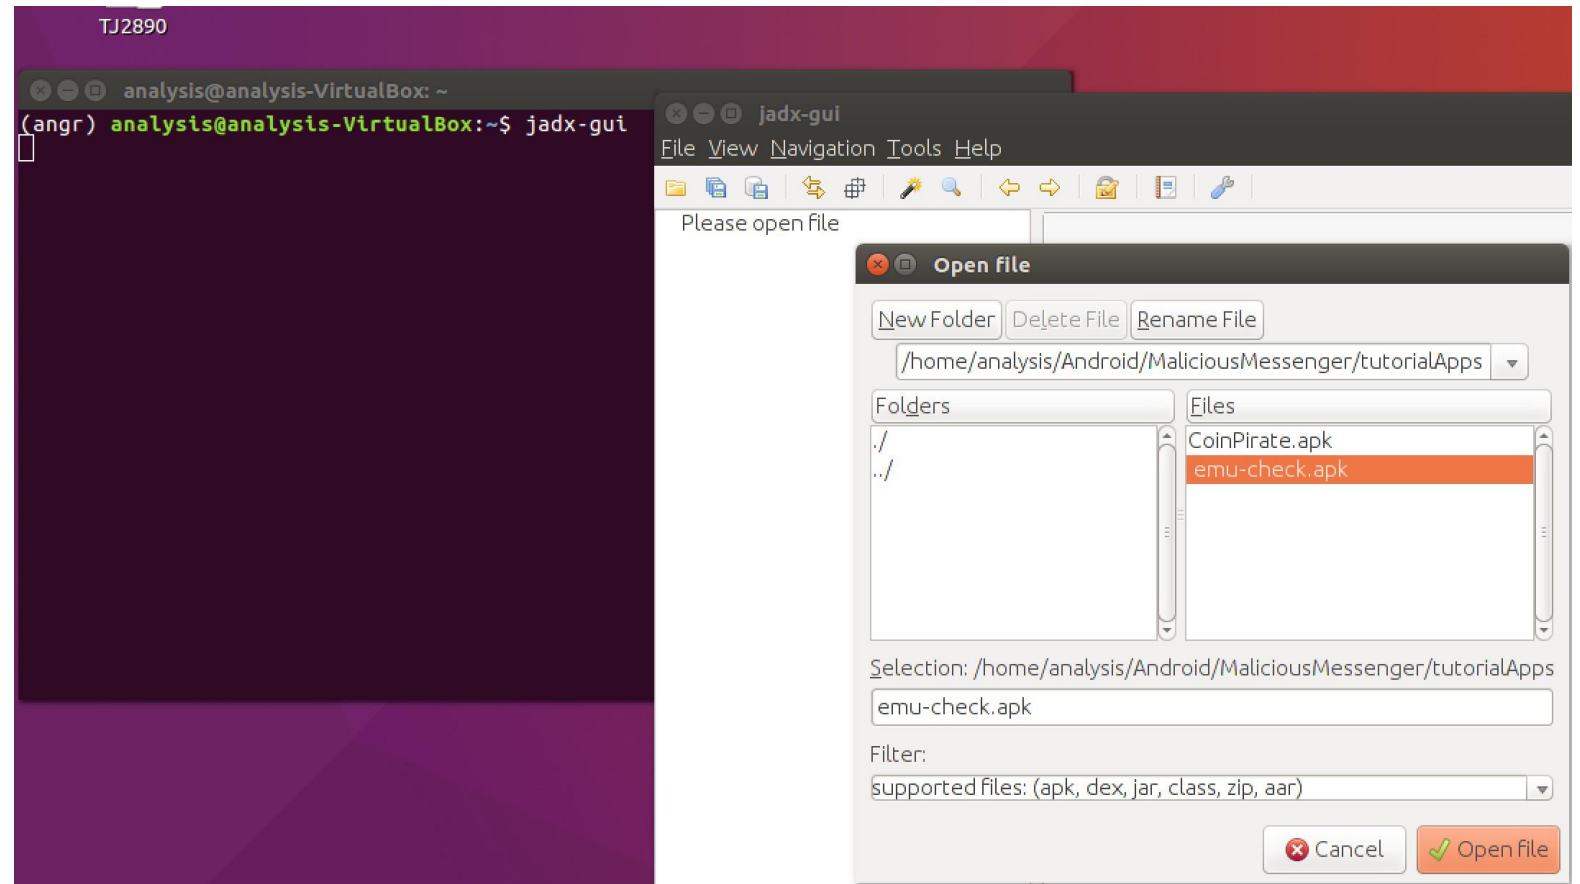 TJ2890
analysis@analysis-VirtualBox: ~
(angr) analysis@analysis-VirtualBox:~$ jadx-gui
jadx-gui
File View Navigation Tools Help
Please open file
Open file
New Folder Delete File Rename File
/home/analysis/Android/MaliciousMessenger/tutorialApps
Folders Files
./ CoinPirate.apk
../ emu-check.apk
Selection: /home/analysis/Android/MaliciousMessenger/tutorialApps
emu-check.apk
Filter:
supported files: (apk, dex, jar, class, zip, aar)
Cancel Open file